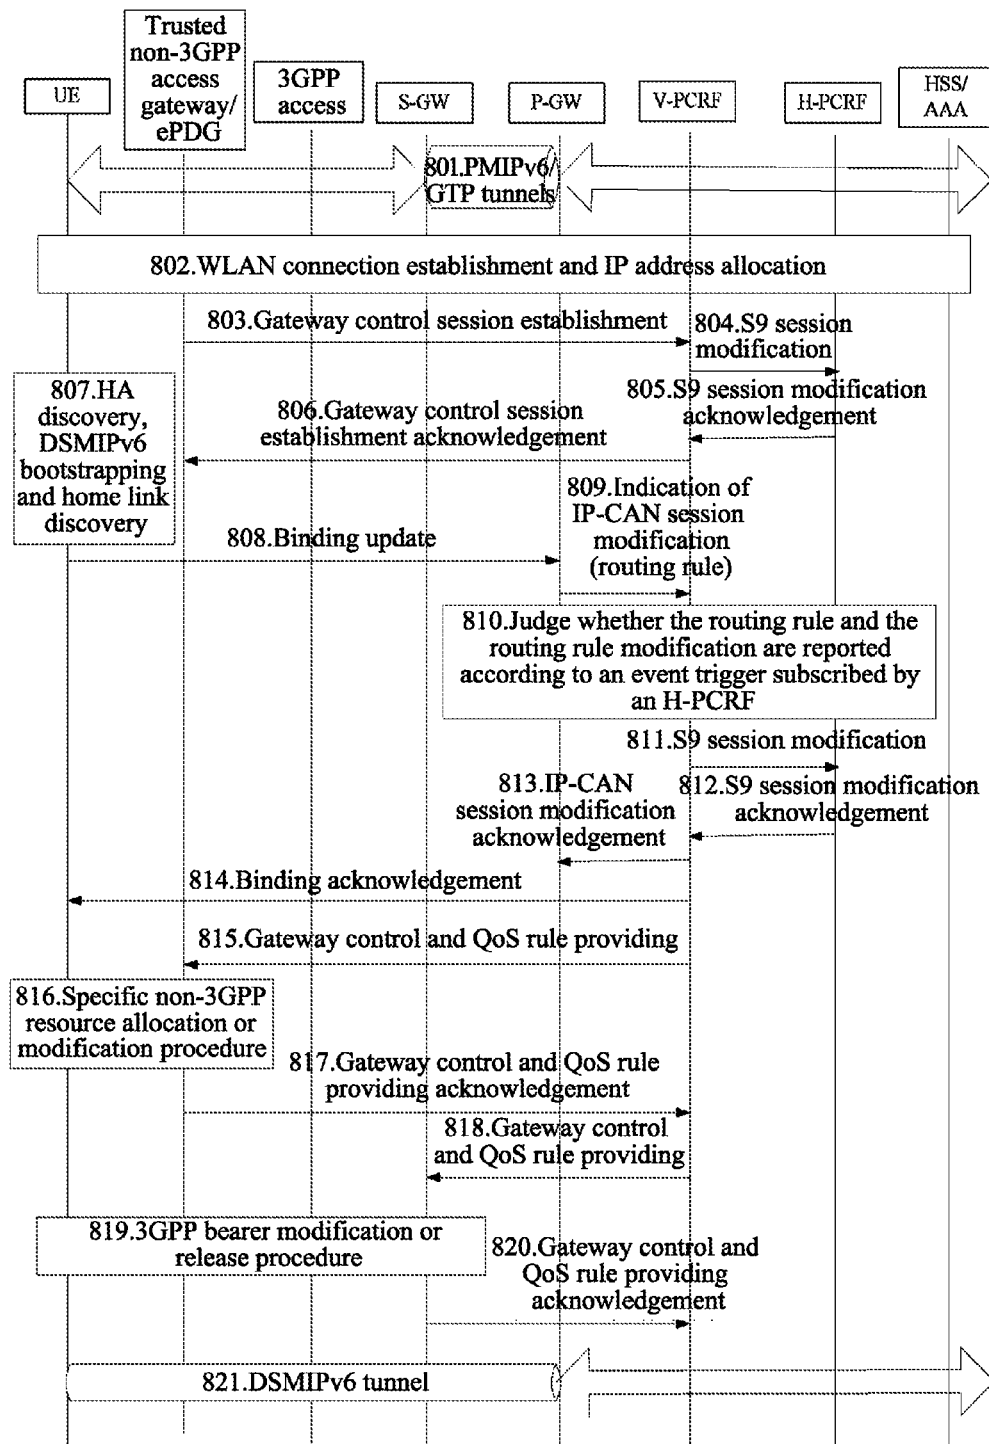 UE
Trusted
non-3GPP
access
gateway/
ePDG
3GPP
access
S-GW
P-GW
V-PCRF
H-PCRF
HSS/
AAA
801.PMIPv6/
GTP tunnels
802.WLAN connection establishment and IP address allocation
803.Gateway control session establishment
804.S9 session
modification
805.S9 session modification
acknowledgement
806.Gateway control session
establishment acknowledgement
807.HA
discovery,
DSMIPv6
bootstrapping
and home link
discovery
808.Binding update
809.Indication of
IP-CAN session
modification
(routing rule)
810.Judge whether the routing rule and the
routing rule modification are reported
according to an event trigger subscribed by
an H-PCRF
811.S9 session modification
812.S9 session modification
acknowledgement
813.IP-CAN
session modification
acknowledgement
814.Binding acknowledgement
815.Gateway control and QoS rule providing
816.Specific non-3GPP
resource allocation or
modification procedure
817.Gateway control and QoS rule
providing acknowledgement
818.Gateway control
and QoS rule providing
819.3GPP bearer modification or
release procedure
820.Gateway control and
QoS rule providing
acknowledgement
821.DSMIPv6 tunnel